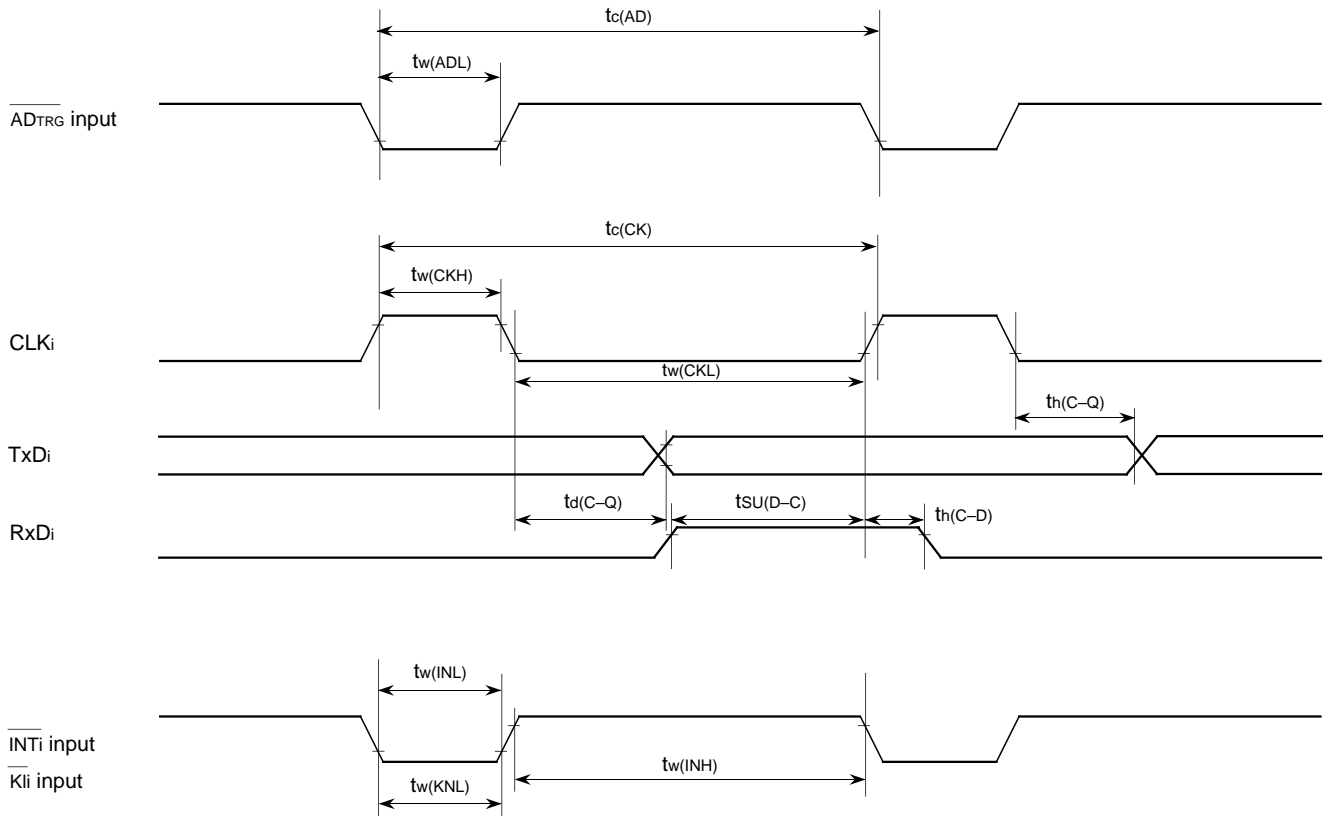 tc(AD)
tw(ADL)
ADTRG input
tc(CK)
tw(CKH)
CLKi
tw(CKL)
th(C–Q)
TxDi
td(C–Q)
tSU(D–C)
th(C–D)
RxDi
tw(INL)
INTi input
KIi input
tw(INH)
tw(KNL)